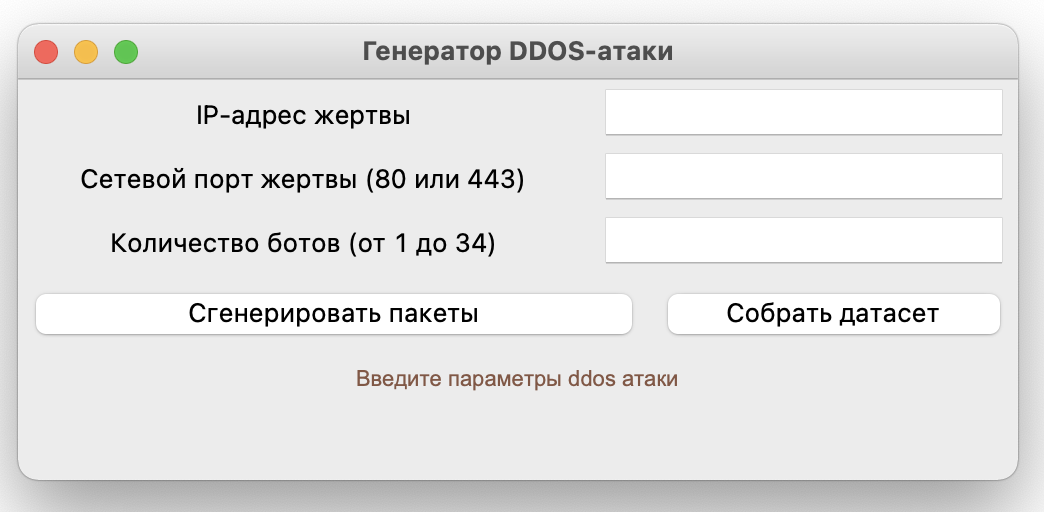 Генератор DDOS-атаки
IP-адрес жертвы
Сетевой порт жертвы (80 или 443)
Количество ботов (от 1 до 34)
Сгенерировать пакеты
Собрать датасет
Введите параметры ddos атаки